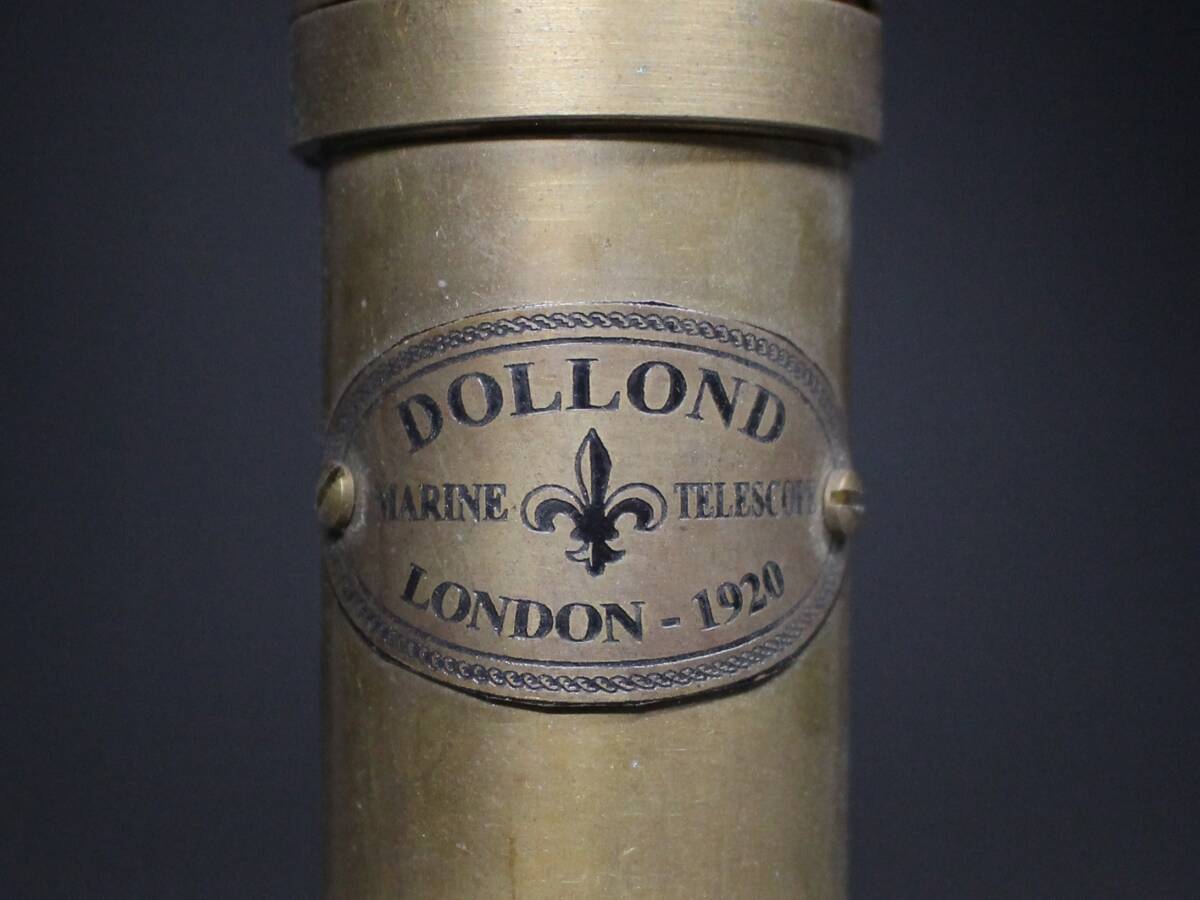 DOLLOND
MARINE TELESCOPE
LONDON - 1920